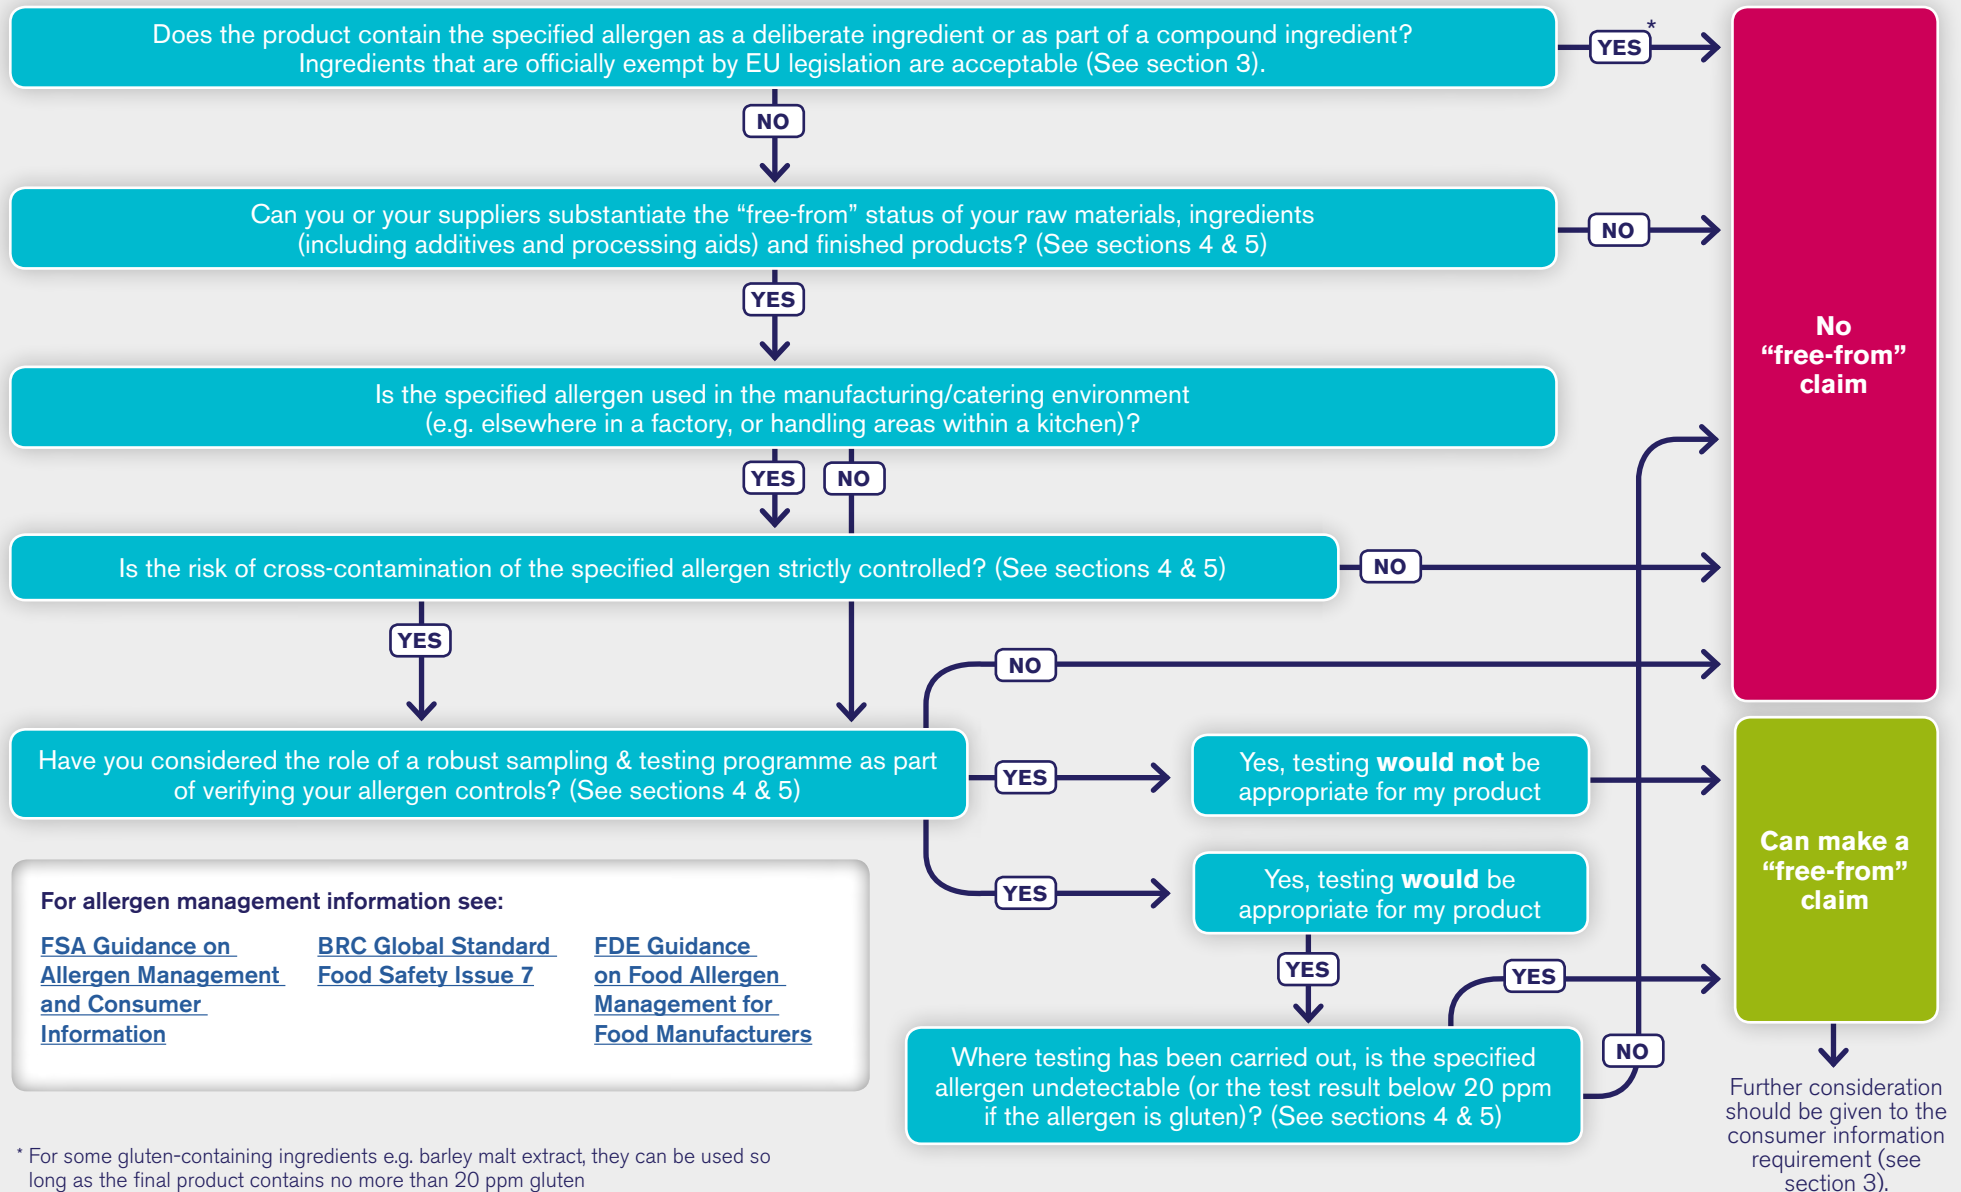 Does the product contain the specified allergen as a deliberate ingredient or as part of a compound ingredient?
Ingredients that are officially exempt by EU legislation are acceptable (See section 3).
YES*
NO
Can you or your suppliers substantiate the “free-from” status of your raw materials, ingredients
(including additives and processing aids) and finished products? (See sections 4 & 5)
NO
YES
No
“free-from”
claim
Is the specified allergen used in the manufacturing/catering environment
(e.g. elsewhere in a factory, or handling areas within a kitchen)?
YES
NO
Is the risk of cross-contamination of the specified allergen strictly controlled? (See sections 4 & 5)
NO
YES
NO
Have you considered the role of a robust sampling & testing programme as part
of verifying your allergen controls? (See sections 4 & 5)
YES
Yes, testing would not be
appropriate for my product
YES
Yes, testing would be
appropriate for my product
Can make a
“free-from”
claim
YES
YES
NO
Where testing has been carried out, is the specified
allergen undetectable (or the test result below 20 ppm
if the allergen is gluten)? (See sections 4 & 5)
Further consideration
should be given to the
consumer information
requirement (see
section 3).
For allergen management information see:
FSA Guidance on
Allergen Management
and Consumer
Information
BRC Global Standard
Food Safety Issue 7
FDE Guidance
on Food Allergen
Management for
Food Manufacturers
* For some gluten-containing ingredients e.g. barley malt extract, they can be used so
long as the final product contains no more than 20 ppm gluten